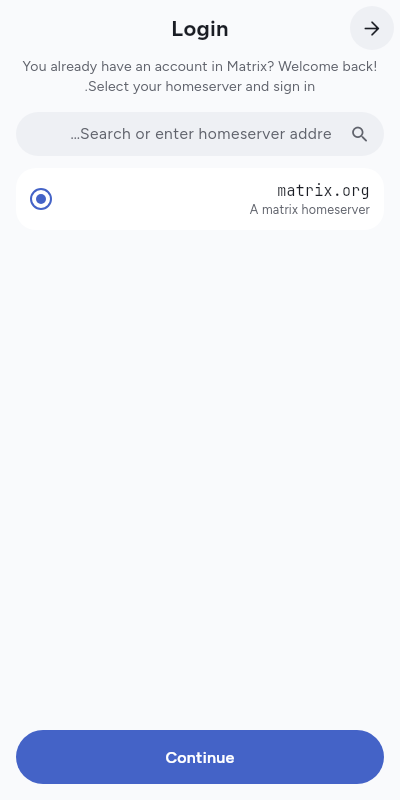 Login
You already have an account in Matrix? Welcome back!
.Select your homeserver and sign in
...Search or enter homeserver addre
matrix.org
A matrix homeserver
Continue